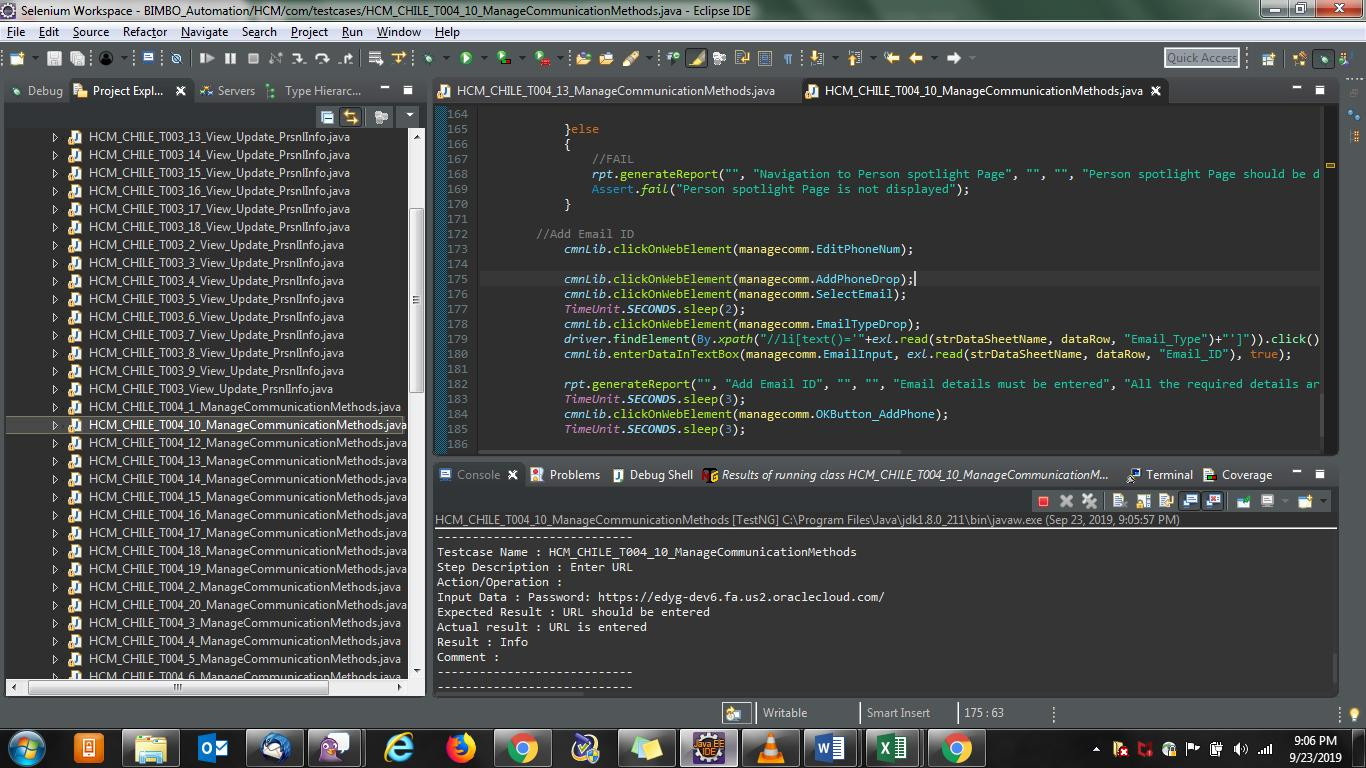 Selenium Workspace - BIMBO_Automation/HCM/com/testcases/HCM_CHILE_T004_10_ManageCommunicationMethods.java - Eclipse IDE
File Edit Source Refactor Navigate Search Project Run Window Help
Quick Access
Debug Project Expl... Servers Type Hierarc...
HCM_CHILE_T003_13_View_Update_PrsnlInfo.java
HCM_CHILE_T003_14_View_Update_PrsnlInfo.java
HCM_CHILE_T003_15_View_Update_PrsnlInfo.java
HCM_CHILE_T003_16_View_Update_PrsnlInfo.java
HCM_CHILE_T003_17_View_Update_PrsnlInfo.java
HCM_CHILE_T003_18_View_Update_PrsnlInfo.java
HCM_CHILE_T003_2_View_Update_PrsnlInfo.java
HCM_CHILE_T003_3_View_Update_PrsnlInfo.java
HCM_CHILE_T003_4_View_Update_PrsnlInfo.java
HCM_CHILE_T003_5_View_Update_PrsnlInfo.java
HCM_CHILE_T003_6_View_Update_PrsnlInfo.java
HCM_CHILE_T003_7_View_Update_PrsnlInfo.java
HCM_CHILE_T003_8_View_Update_PrsnlInfo.java
HCM_CHILE_T003_9_View_Update_PrsnlInfo.java
HCM_CHILE_T003_View_Update_PrsnlInfo.java
HCM_CHILE_T004_1_ManageCommunicationMethods.java
HCM_CHILE_T004_10_ManageCommunicationMethods.java
HCM_CHILE_T004_12_ManageCommunicationMethods.java
HCM_CHILE_T004_13_ManageCommunicationMethods.java
HCM_CHILE_T004_14_ManageCommunicationMethods.java
HCM_CHILE_T004_15_ManageCommunicationMethods.java
HCM_CHILE_T004_16_ManageCommunicationMethods.java
HCM_CHILE_T004_17_ManageCommunicationMethods.java
HCM_CHILE_T004_18_ManageCommunicationMethods.java
HCM_CHILE_T004_19_ManageCommunicationMethods.java
HCM_CHILE_T004_2_ManageCommunicationMethods.java
HCM_CHILE_T004_20_ManageCommunicationMethods.java
HCM_CHILE_T004_3_ManageCommunicationMethods.java
HCM_CHILE_T004_4_ManageCommunicationMethods.java
HCM_CHILE_T004_5_ManageCommunicationMethods.java
HCM_CHILE_T004_6_ManageCommunicationMethods.java
HCM_CHILE_T004_13_ManageCommunicationMethods.java HCM_CHILE_T004_10_ManageCommunicationMethods.java
164
165 }else
166 {
167 //FAIL
168 rpt.generateReport("", "Navigation to Person spotlight Page", "", "", "Person spotlight Page should be d
169 Assert.fail("Person spotlight Page is not displayed");
170 }
171
172 //Add Email ID
173 cmnLib.clickOnWebElement(managecomm.EditPhoneNum);
174
175 cmnLib.clickOnWebElement(managecomm.AddPhoneDrop);
176 cmnLib.clickOnWebElement(managecomm.SelectEmail);
177 TimeUnit.SECONDS.sleep(2);
178 cmnLib.clickOnWebElement(managecomm.EmailTypeDrop);
179 driver.findElement(By.xpath("//li[text()='"+exl.read(strDataSheetName, dataRow, "Email_Type")+"']")).click()
180 cmnLib.enterDataInTextBox(managecomm.EmailInput, exl.read(strDataSheetName, dataRow, "Email_ID"), true);
181
182 rpt.generateReport("", "Add Email ID", "", "", "Email details must be entered", "All the required details ar
183 TimeUnit.SECONDS.sleep(3);
184 cmnLib.clickOnWebElement(managecomm.OKButton_AddPhone);
185 TimeUnit.SECONDS.sleep(3);
186
Console Problems Debug Shell Results of running class HCM_CHILE_T004_10_ManageCommunicationM... Terminal Coverage
HCM_CHILE_T004_10_ManageCommunicationMethods [TestNG] C:\Program Files\Java\jdk1.8.0_211\bin\javaw.exe (Sep 23, 2019, 9:05:57 PM)
----------------------------
Testcase Name : HCM_CHILE_T004_10_ManageCommunicationMethods
Step Description : Enter URL
Action/Operation :
Input Data : Password: https://edyg-dev6.fa.us2.oraclecloud.com/
Expected Result : URL should be entered
Actual result : URL is entered
Result : Info
Comment :
----------------------------
----------------------------
Writable Smart Insert 175 : 63
Java EE
IDE
9:06 PM
9/23/2019